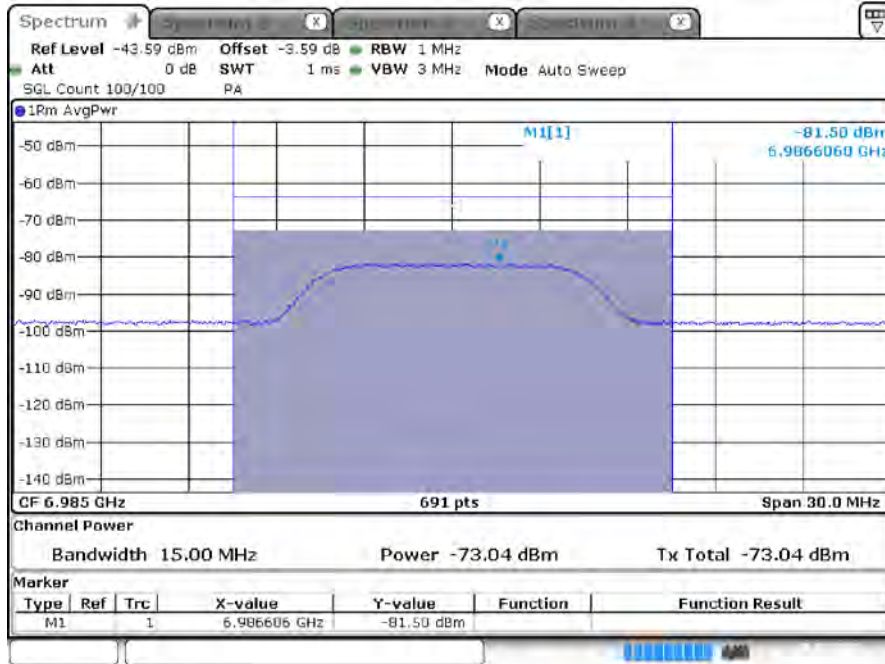 Spectrum X X X
Ref Level -43.59 dBm Offset -3.59 dB RBW 1 MHz
Att 0 dB SWT 1 ms VBW 3 MHz Mode Auto Sweep
SGL Count 100/100 PA
1Rm AvgPwr
M1[1] -81.50 dBm
6.9866060 GHz
-50 dBm
-60 dBm
-70 dBm
-80 dBm
-90 dBm
-100 dBm
-110 dBm
-120 dBm
-130 dBm
-140 dBm
CF 6.985 GHz 691 pts Span 30.0 MHz
Channel Power
Bandwidth 15.00 MHz Power -73.04 dBm Tx Total -73.04 dBm
Marker
Type Ref Trc X-value Y-value Function Function Result
M1 1 6.986606 GHz -81.50 dBm